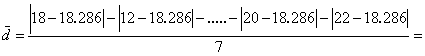 d̄ = (|18 − 18.286| − |12 − 18.286| − ..... − |20 − 18.286| − |22 − 18.286|) / 7 =